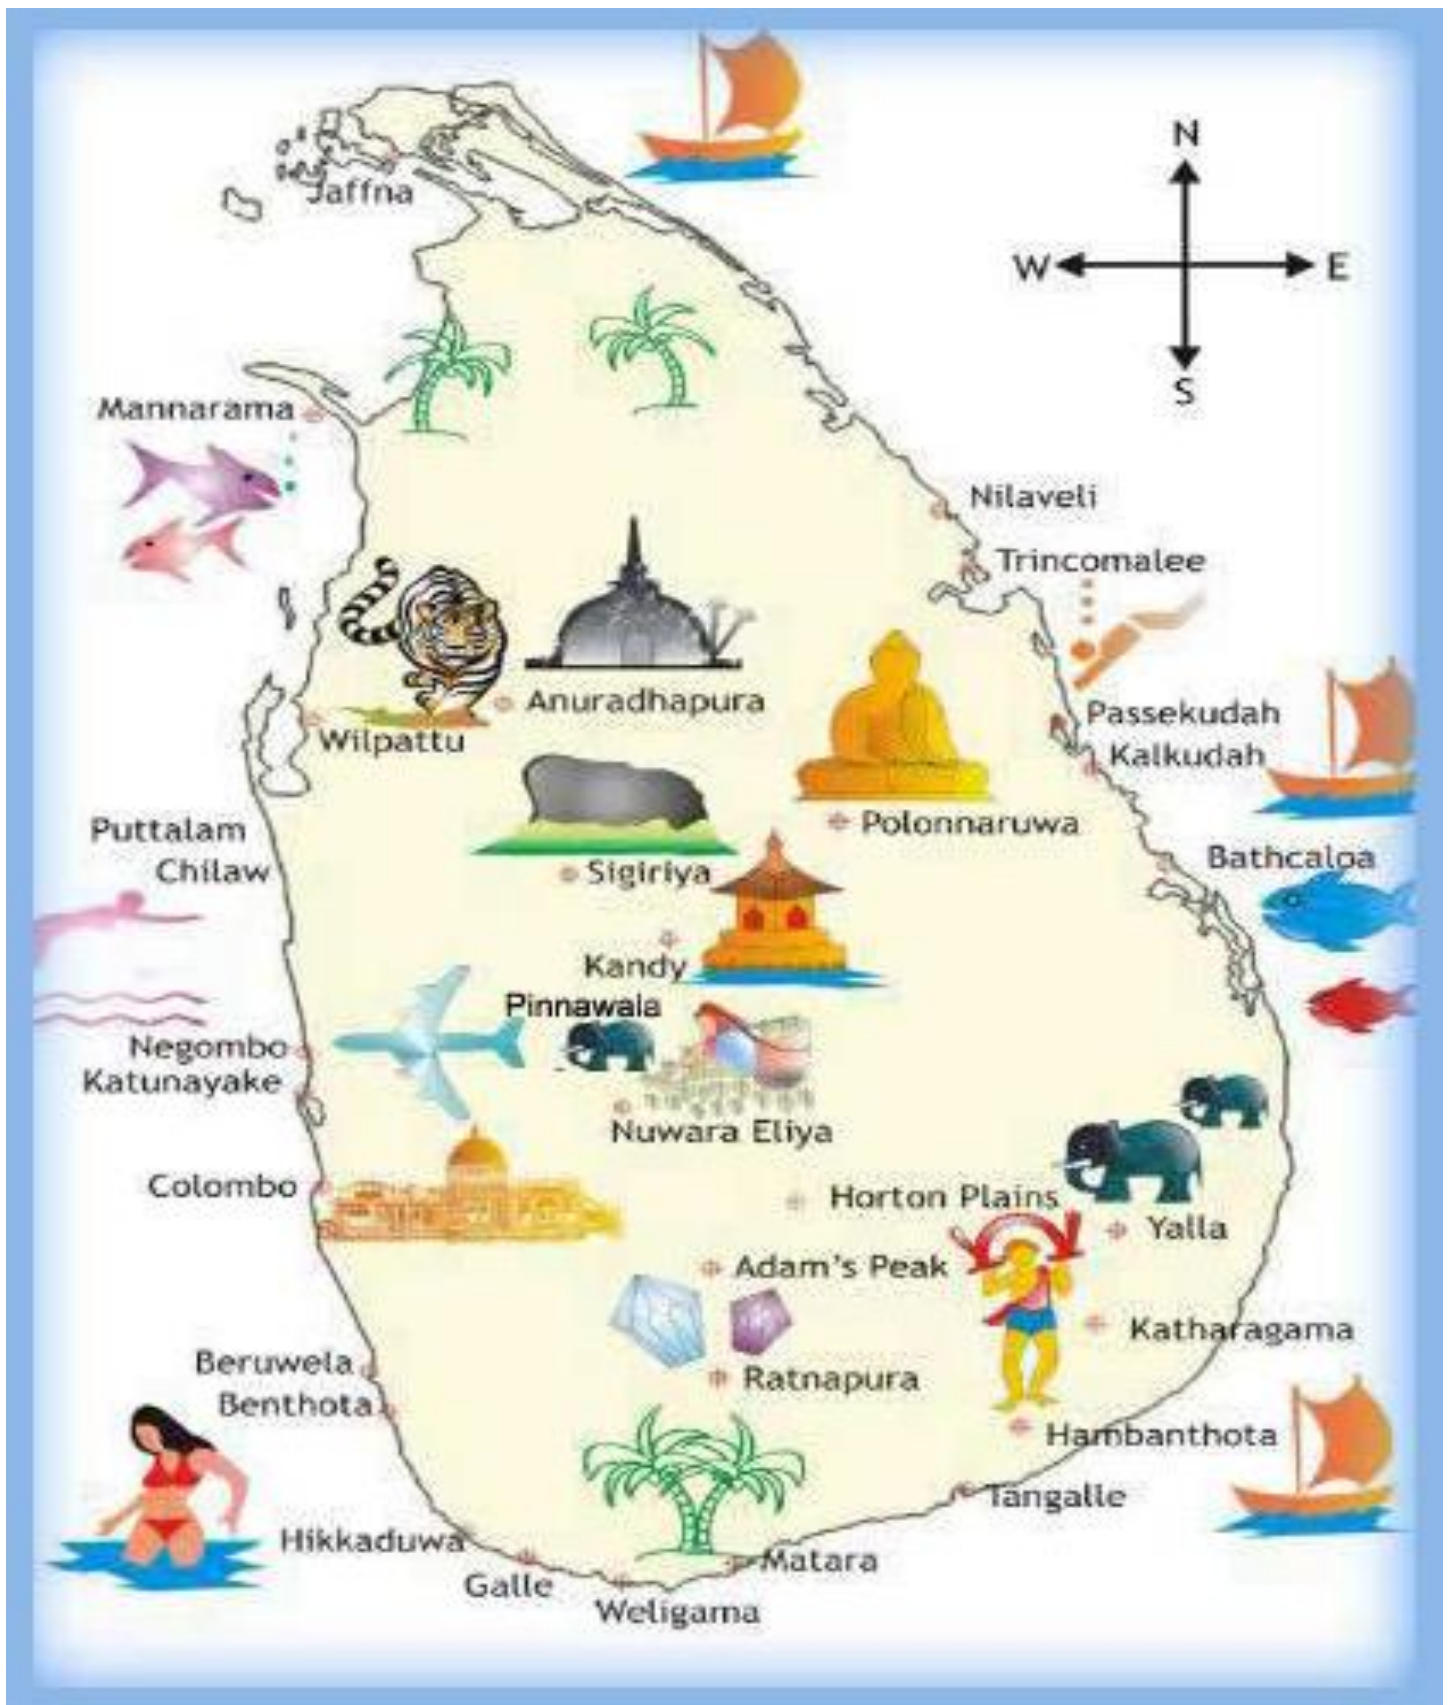 N
W
E
S
Jaffna
Mannarama
Nilaveli
Trincomalee
Anuradhapura
Wilpattu
Passekudah
Kalkudah
Polonnaruwa
Puttalam
Chilaw
Sigiriya
Bathcaloa
Kandy
Pinnawala
Negombo
Katunayake
Nuwara Eliya
Colombo
Horton Plains
Yalla
Adam's Peak
Katharagama
Beruwela
Benthota
Ratnapura
Hambanthota
Tangalle
Hikkaduwa
Matara
Galle
Weligama